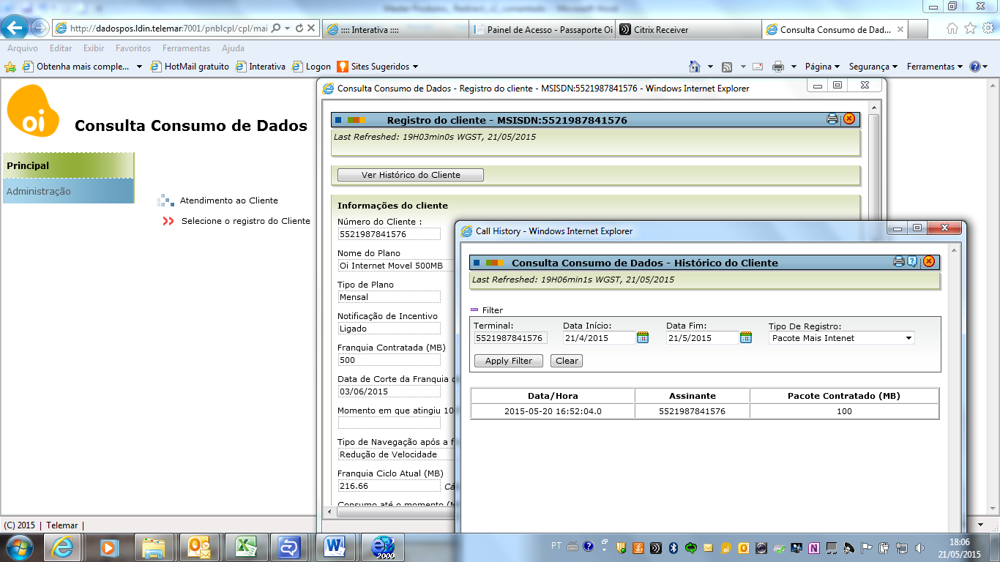 Master Produtos_ Redirect_v2_comentado - Microsoft Word
http://dadospos.ldin.telemar:7001/pnblcpl/cpl/mai
:::: Interativa ::::
Painel de Acesso - Passaporte Oi
Citrix Receiver
Consulta Consumo de Dad...
Arquivo Editar Exibir Favoritos Ferramentas Ajuda
Obtenha mais comple...
HotMail gratuito
Interativa
Logon
Sites Sugeridos
Página
Segurança
Ferramentas
oi
Consulta Consumo de Dados
Principal
Administração
Atendimento ao Cliente
Selecione o registro do Cliente
Consulta Consumo de Dados - Registro do cliente - MSISDN:5521987841576 - Windows Internet Explorer
Registro do cliente - MSISDN:5521987841576
Last Refreshed: 19H03min0s WGST, 21/05/2015
Ver Histórico do Cliente
Informações do cliente
Número do Cliente :
5521987841576
Nome do Plano
Oi Internet Movel 500MB
Tipo de Plano
Mensal
Notificação de Incentivo
Ligado
Franquia Contratada (MB)
500
Data de Corte da Franquia
03/06/2015
Momento em que atingiu 10
Tipo de Navegação após a f
Redução de Velocidade
Franquia Ciclo Atual (MB)
216.66
Cá
Consumo até o momento (M
Call History - Windows Internet Explorer
Consulta Consumo de Dados - Histórico do Cliente
Last Refreshed: 19H06min1s WGST, 21/05/2015
Filter
Terminal: Data Início: Data Fim: Tipo De Registro:
5521987841576 21/4/2015 21/5/2015 Pacote Mais Intenet
Apply Filter Clear
Data/Hora Assinante Pacote Contratado (MB)
2015-05-20 16:52:04.0 5521987841576 100
(C) 2015 | Telemar |
2000
PT
18:06
21/05/2015